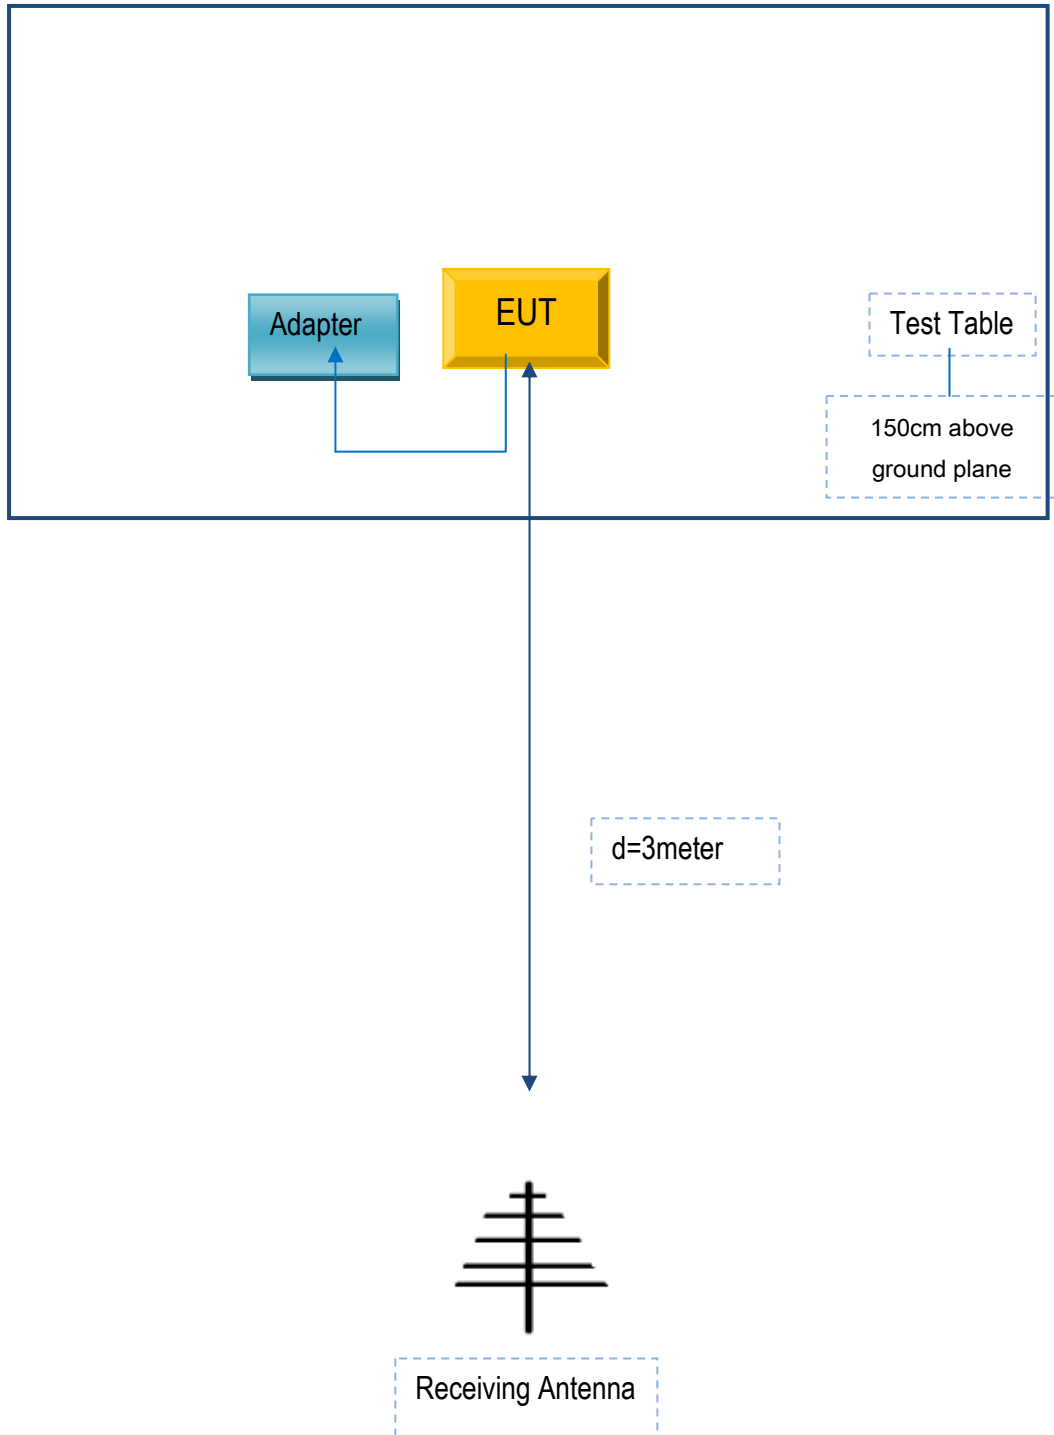 EUT
Adapter
Test Table
150cm above
ground plane
d=3meter
Receiving Antenna